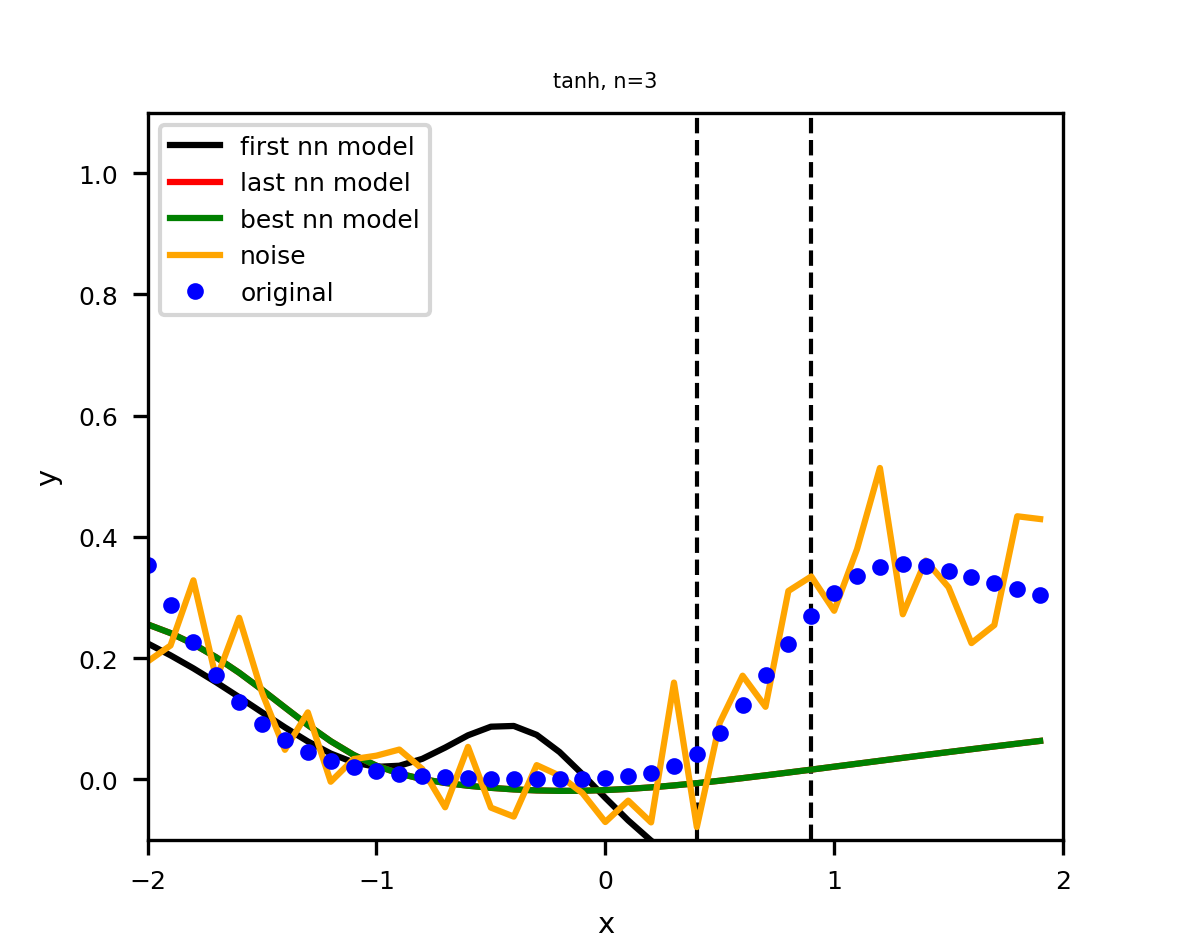 tanh, n=3
first nn model
last nn model
best nn model
noise
original
1.0
0.8
0.6
0.4
0.2
0.0
y
−2
−1
0
1
2
x